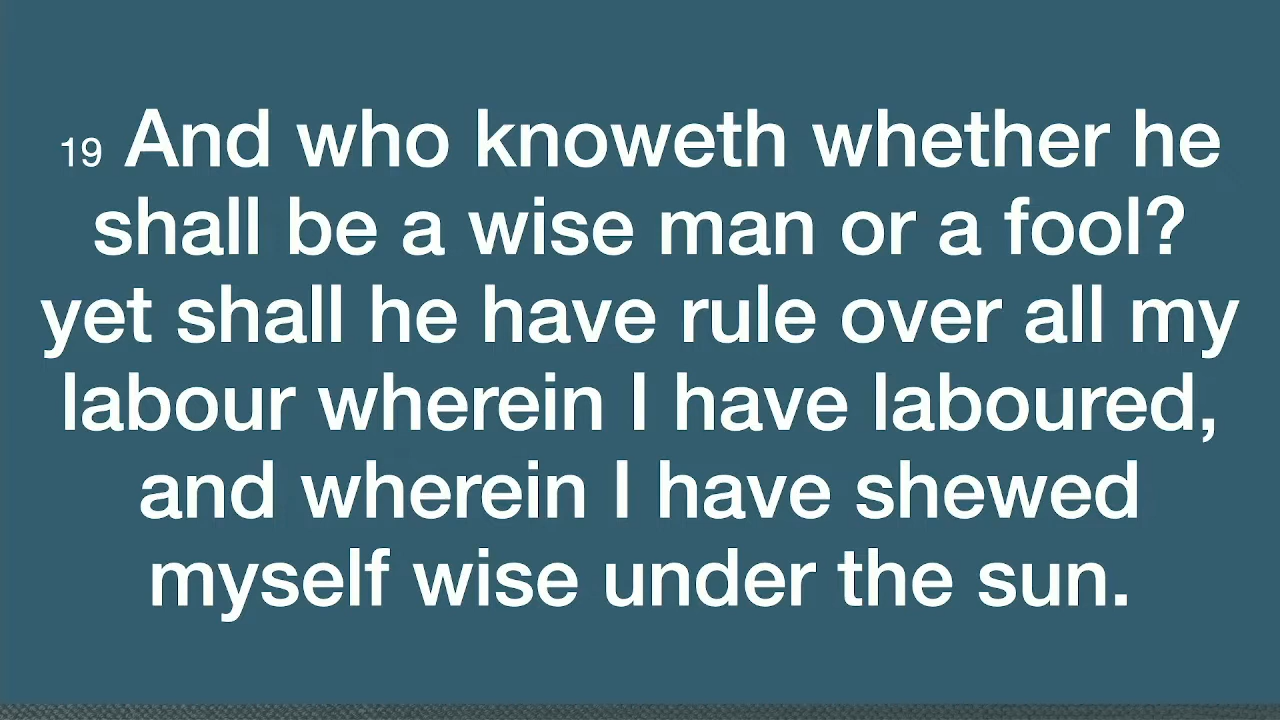 19 And who knoweth whether he
shall be a wise man or a fool?
yet shall he have rule over all my
labour wherein I have laboured,
and wherein I have shewed
myself wise under the sun.